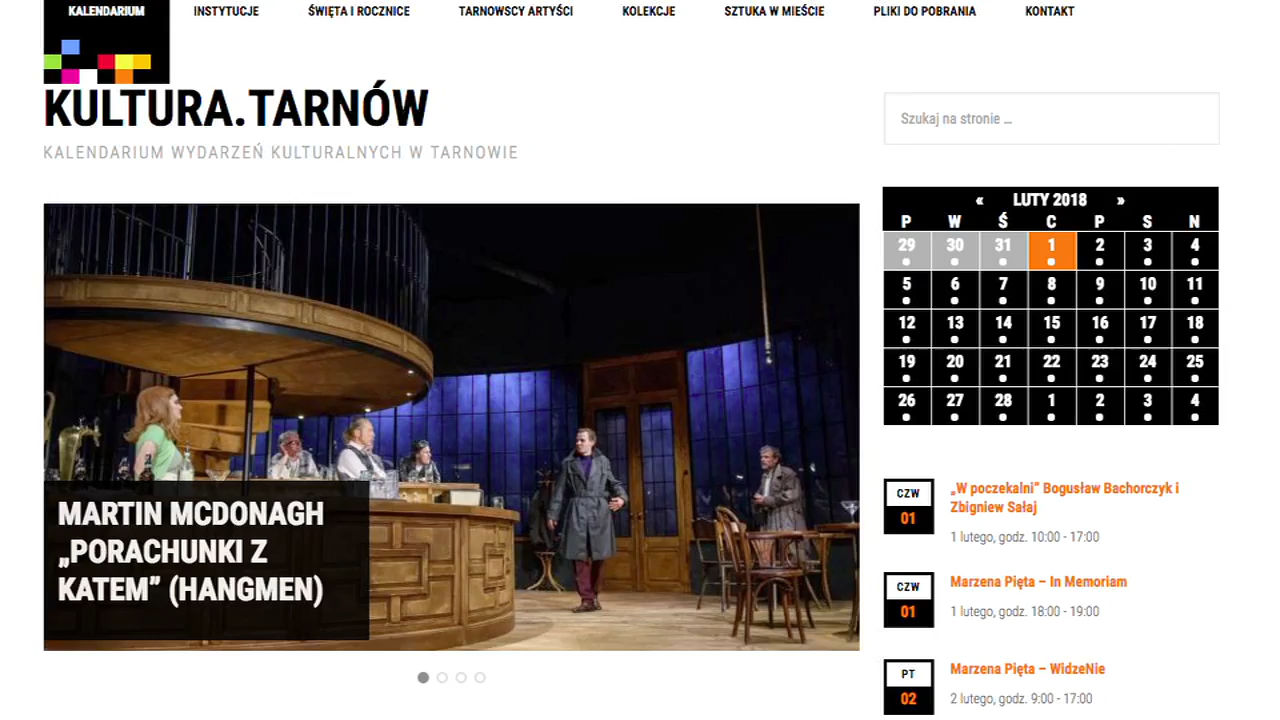 KALENDARIUM INSTYTUCJE ŚWIĘTA I ROCZNICE TARNOWSCY ARTYŚCI KOLEKCJE SZTUKA W MIEŚCIE PLIKI DO POBRANIA KONTAKT
KULTURA.TARNÓW
KALENDARIUM WYDARZEŃ KULTURALNYCH W TARNOWIE
Szukaj na stronie ...
MARTIN MCDONAGH
„PORACHUNKI Z
KATEM” (HANGMEN)
« LUTY 2018 »
P W Ś C P S N
29 30 31 1 2 3 4
5 6 7 8 9 10 11
12 13 14 15 16 17 18
19 20 21 22 23 24 25
26 27 28 1 2 3 4
CZW
01
„W poczekalni” Bogusław Bachorczyk i
Zbigniew Sałaj
1 lutego, godz. 10:00 - 17:00
CZW
01
Marzena Pięta – In Memoriam
1 lutego, godz. 18:00 - 19:00
PT
02
Marzena Pięta – WidzeNie
2 lutego, godz. 9:00 - 17:00